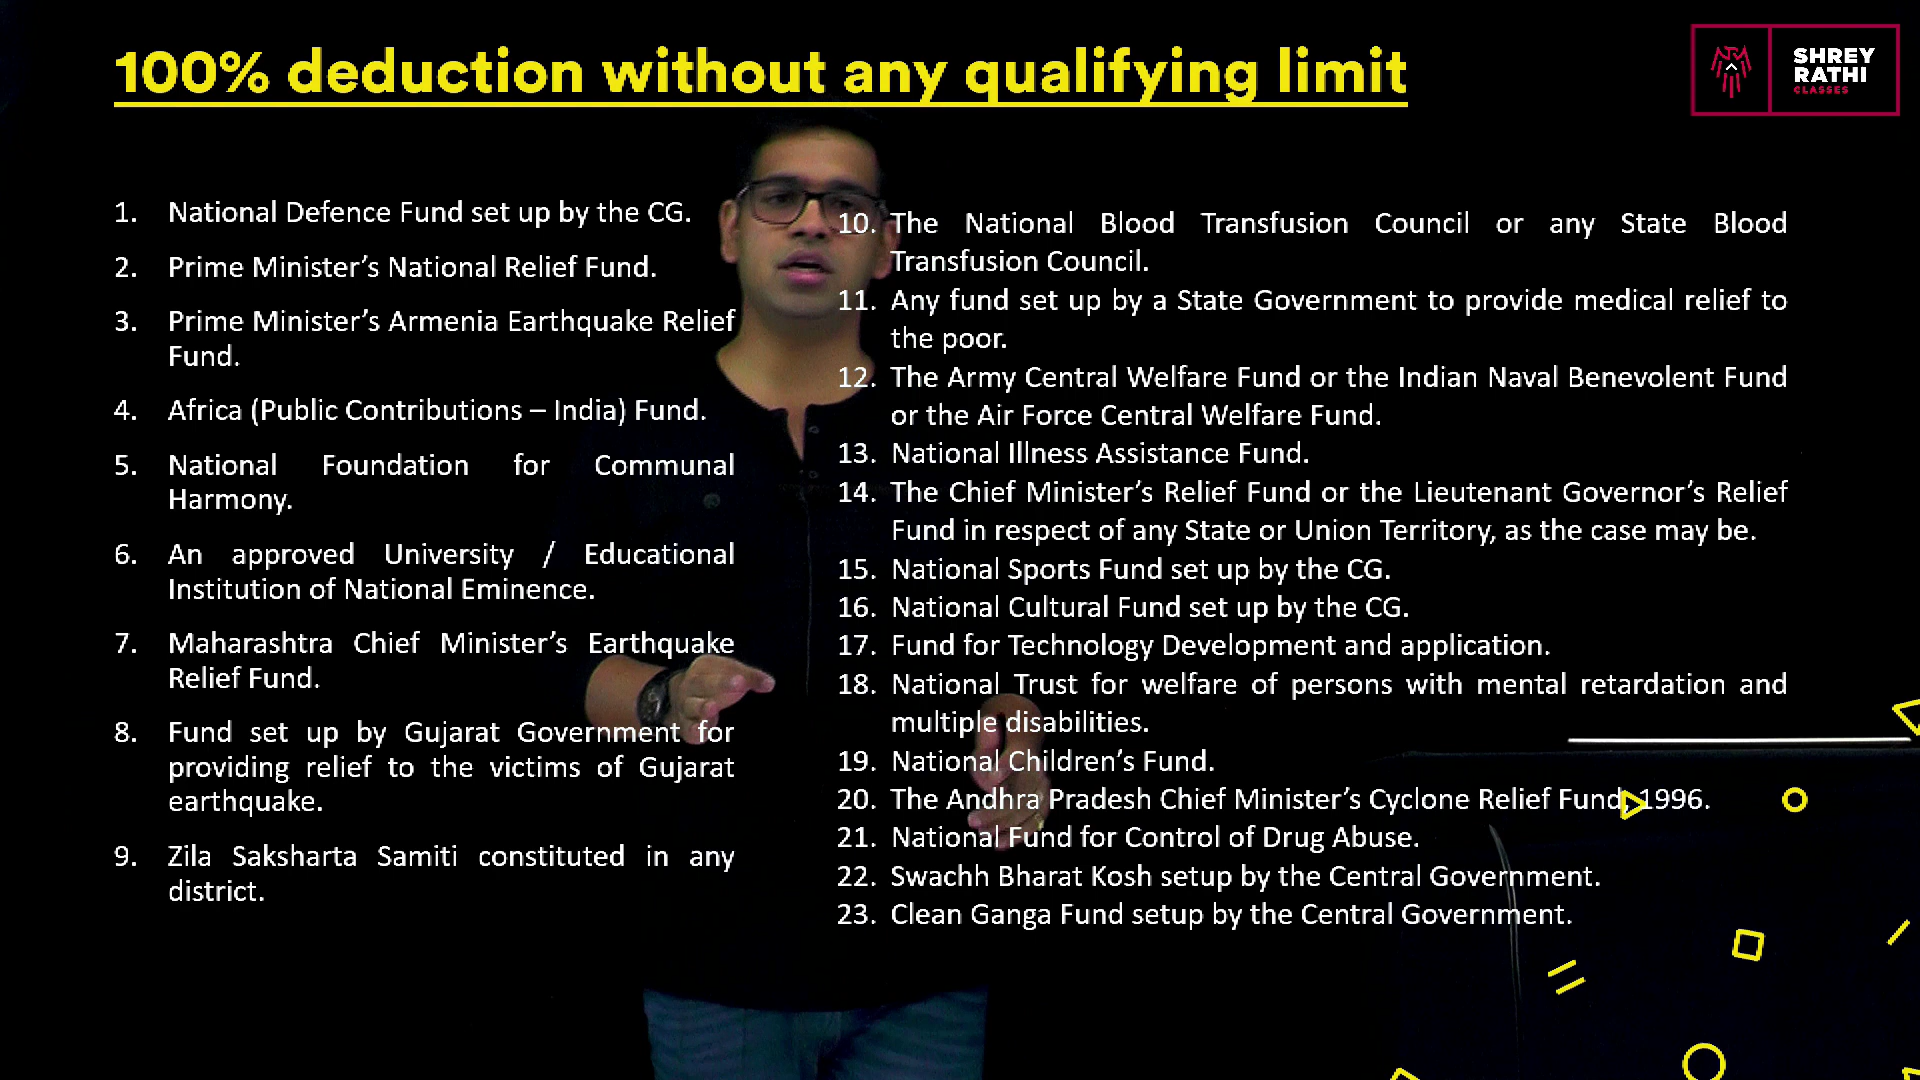 100% deduction without any qualifying limit
SHREY
RATHI
CLASSES
1. National Defence Fund set up by the CG.
2. Prime Minister’s National Relief Fund.
3. Prime Minister’s Armenia Earthquake Relief
Fund.
4. Africa (Public Contributions – India) Fund.
5. National Foundation for Communal
Harmony.
6. An approved University / Educational
Institution of National Eminence.
7. Maharashtra Chief Minister’s Earthquake
Relief Fund.
8. Fund set up by Gujarat Government for
providing relief to the victims of Gujarat
earthquake.
9. Zila Saksharta Samiti constituted in any
district.
10. The National Blood Transfusion Council or any State Blood
Transfusion Council.
11. Any fund set up by a State Government to provide medical relief to
the poor.
12. The Army Central Welfare Fund or the Indian Naval Benevolent Fund
or the Air Force Central Welfare Fund.
13. National Illness Assistance Fund.
14. The Chief Minister’s Relief Fund or the Lieutenant Governor’s Relief
Fund in respect of any State or Union Territory, as the case may be.
15. National Sports Fund set up by the CG.
16. National Cultural Fund set up by the CG.
17. Fund for Technology Development and application.
18. National Trust for welfare of persons with mental retardation and
multiple disabilities.
19. National Children’s Fund.
20. The Andhra Pradesh Chief Minister’s Cyclone Relief Fund, 1996.
21. National Fund for Control of Drug Abuse.
22. Swachh Bharat Kosh setup by the Central Government.
23. Clean Ganga Fund setup by the Central Government.